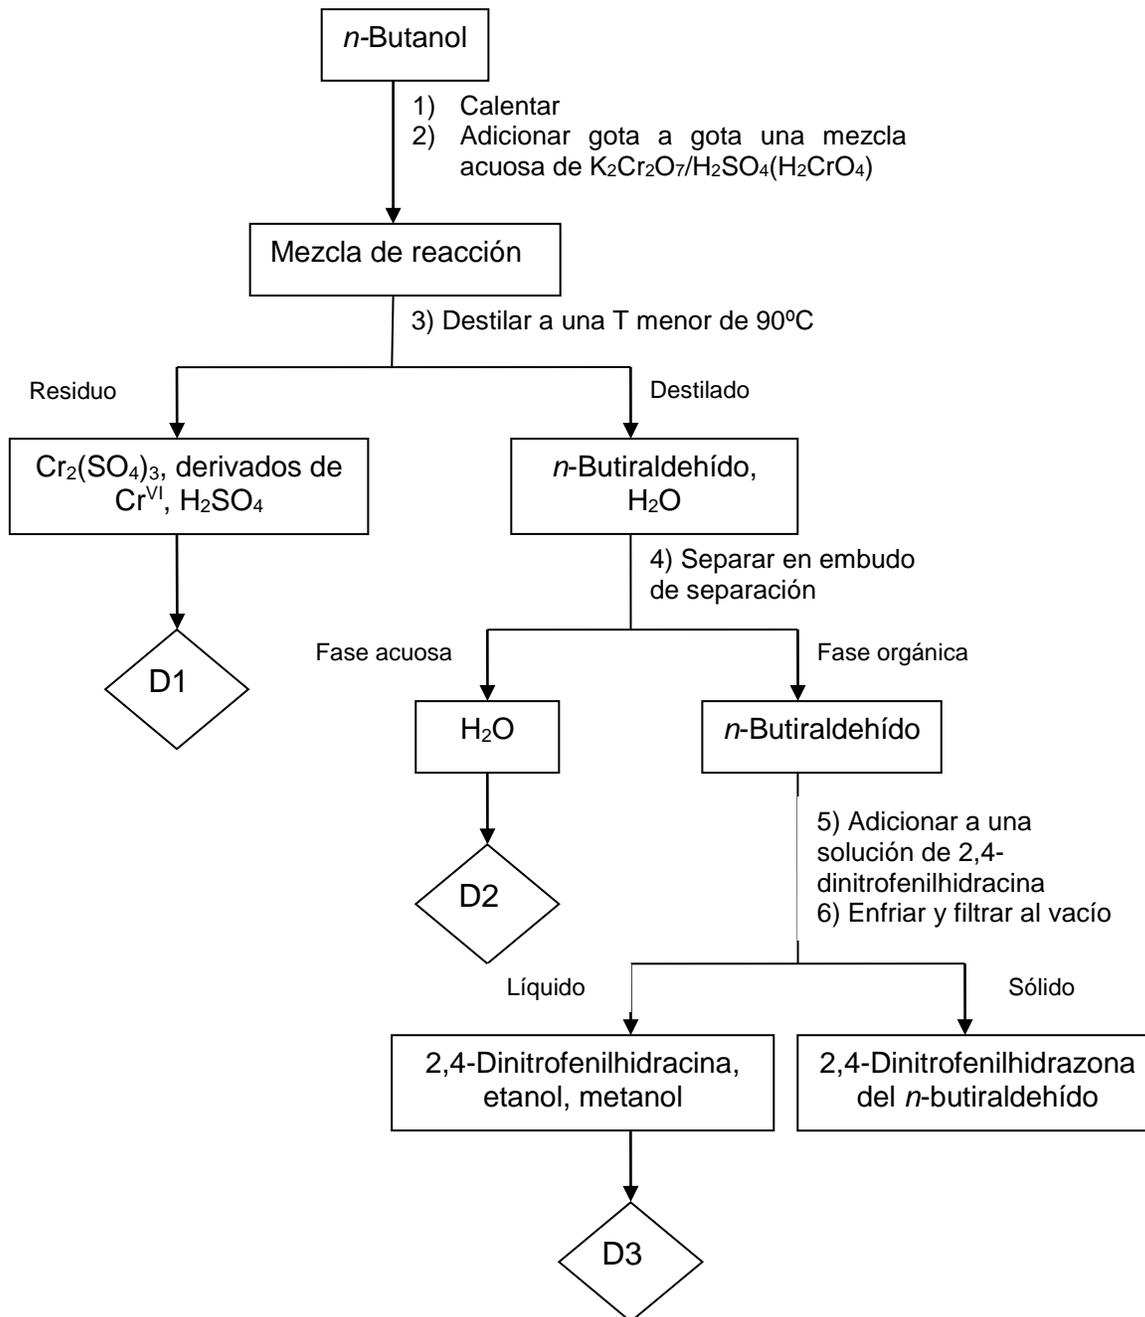 n-Butanol
1) Calentar
2) Adicionar gota a gota una mezcla
acuosa de K₂Cr₂O₇/H₂SO₄(H₂CrO₄)
Mezcla de reacción
3) Destilar a una T menor de 90ºC
Residuo
Destilado
Cr₂(SO₄)₃, derivados de
Crⱽᴵ, H₂SO₄
n-Butiraldehído,
H₂O
4) Separar en embudo
de separación
Fase acuosa
Fase orgánica
D1
H₂O
n-Butiraldehído
5) Adicionar a una
solución de 2,4-
dinitrofenilhidracina
6) Enfriar y filtrar al vacío
D2
Líquido
Sólido
2,4-Dinitrofenilhidracina,
etanol, metanol
2,4-Dinitrofenilhidrazona
del n-butiraldehído
D3